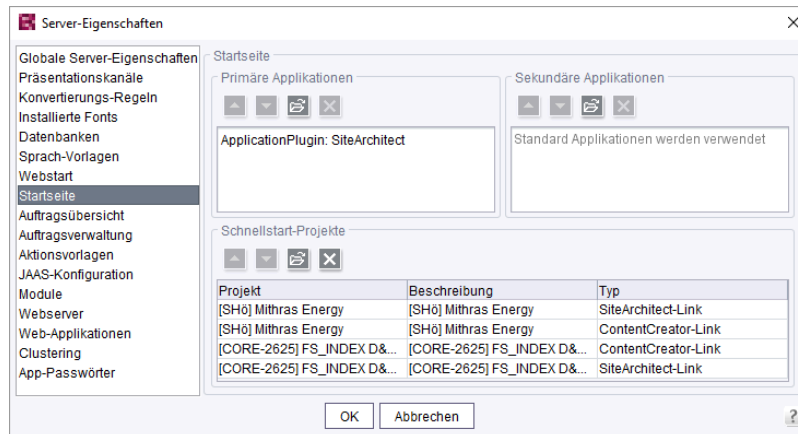 Server-Eigenschaften
Globale Server-Eigenschaften
Präsentationskanäle
Konvertierungs-Regeln
Installierte Fonts
Datenbanken
Sprach-Vorlagen
Webstart
Startseite
Auftragsübersicht
Auftragsverwaltung
Aktionsvorlagen
JAAS-Konfiguration
Module
Webserver
Web-Applikationen
Clustering
App-Passwörter
Startseite
Primäre Applikationen
ApplicationPlugin: SiteArchitect
Sekundäre Applikationen
Standard Applikationen werden verwendet
Schnellstart-Projekte
Projekt Beschreibung Typ
[SHö] Mithras Energy [SHö] Mithras Energy SiteArchitect-Link
[SHö] Mithras Energy [SHö] Mithras Energy ContentCreator-Link
[CORE-2625] FS_INDEX D&... [CORE-2625] FS_INDEX D&... ContentCreator-Link
[CORE-2625] FS_INDEX D&... [CORE-2625] FS_INDEX D&... SiteArchitect-Link
OK Abbrechen
?